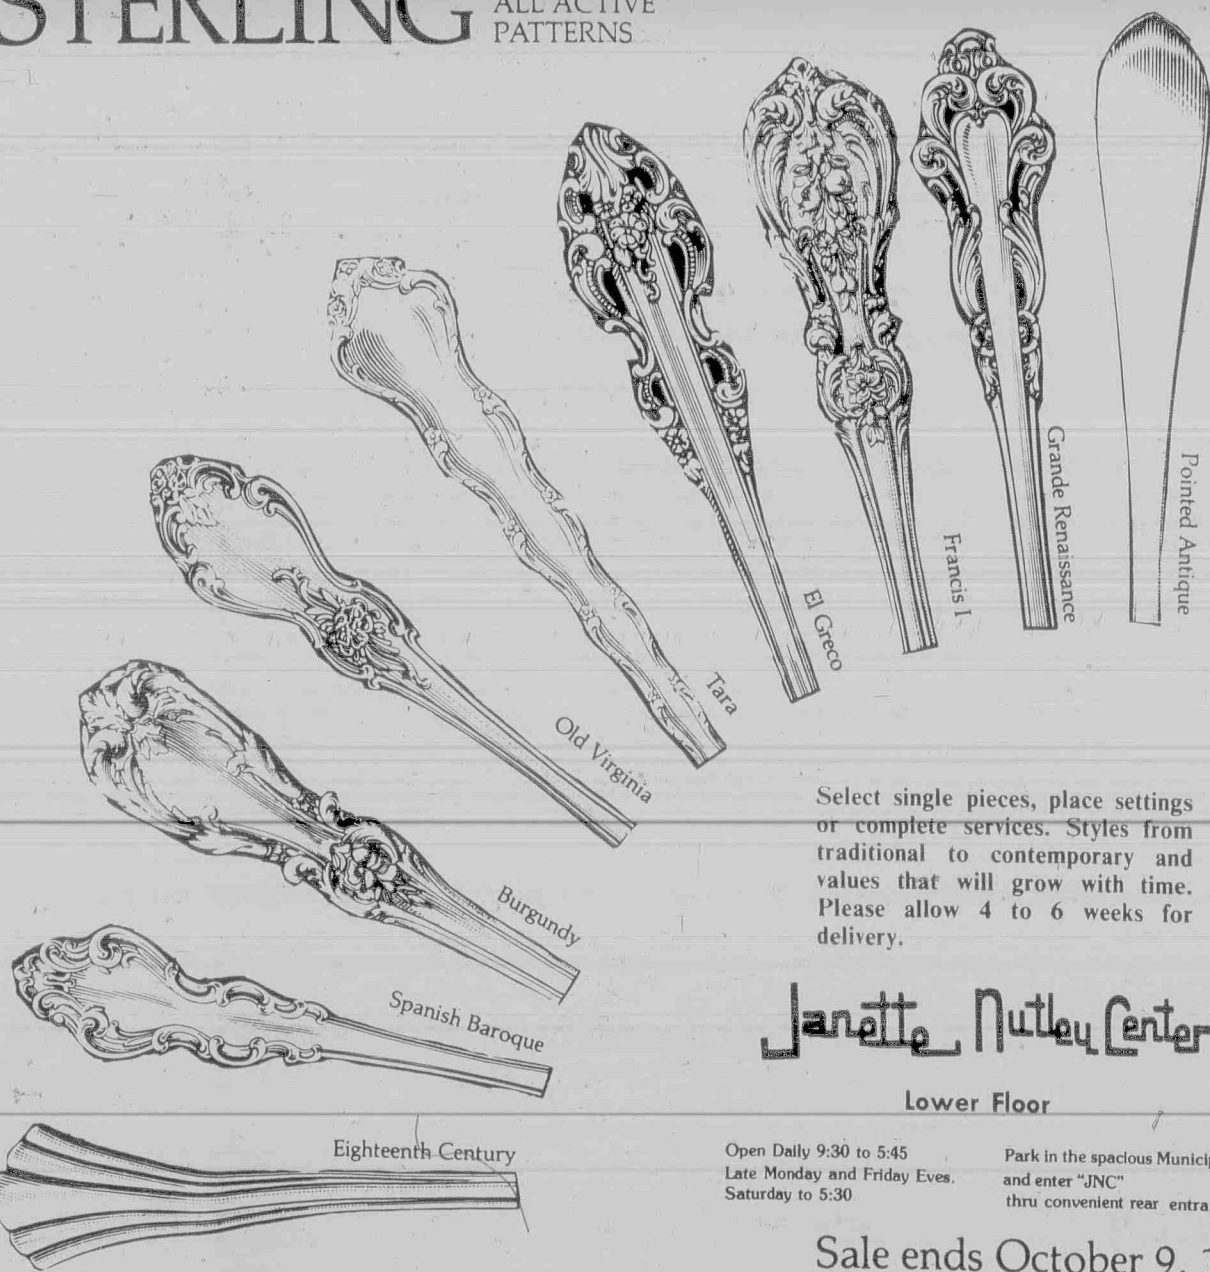 STERLING
ALL ACTIVE
PATTERNS
Pointed Antique
Grande Renaissance
Francis I
El Greco
Tara
Old Virginia
Burgundy
Spanish Baroque
Eighteenth Century
Select single pieces, place settings
or complete services. Styles from
traditional to contemporary and
values that will grow with time.
Please allow 4 to 6 weeks for
delivery.
Janette Nutley Center
Lower Floor
Open Daily 9:30 to 5:45
Late Monday and Friday Eves.
Saturday to 5:30
Park in the spacious
and enter "JNC"
thru convenient rear
Sale ends October 9,